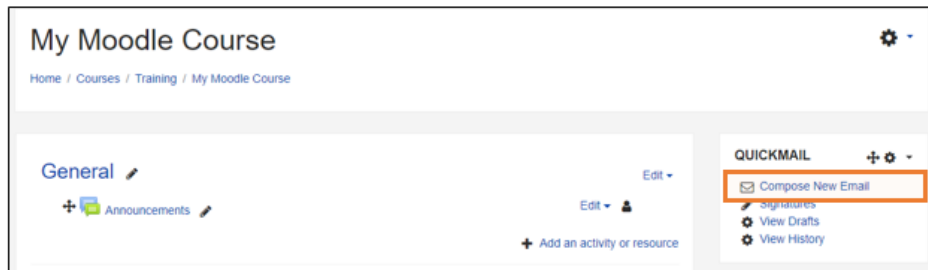 My Moodle Course
Home / Courses / Training / My Moodle Course
General
Edit
Announcements
Edit
Add an activity or resource
QUICKMAIL
Compose New Email
Signatures
View Drafts
View History